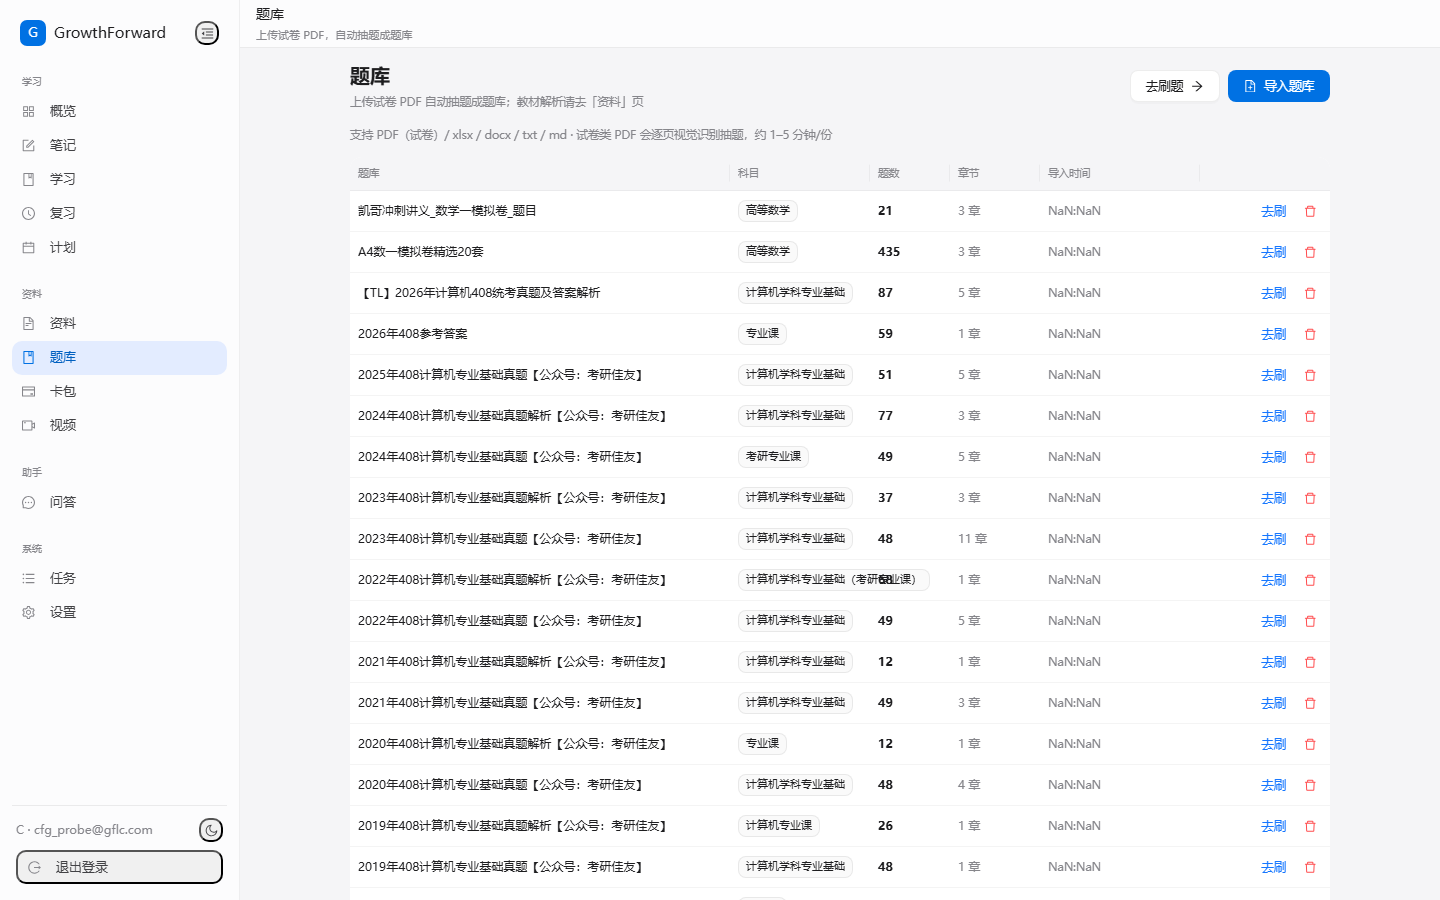 G GrowthForward
学习
概览
笔记
学习
复习
计划
资料
资料
题库
卡包
视频
助手
问答
系统
任务
设置
C · cfg_probe@gflc.com
退出登录
题库
上传试卷 PDF，自动抽题成题库
题库
上传试卷 PDF 自动抽题成题库；教材解析请去「资料」页
去刷题
导入题库
支持 PDF（试卷）/ xlsx / docx / txt / md · 试卷类 PDF 会逐页视觉识别抽题，约 1–5 分钟/份
题库 科目 题数 章节 导入时间
凯哥冲刺讲义_数学一模拟卷_题目 高等数学 21 3 章 NaN:NaN 去刷
A4数一模拟卷精选20套 高等数学 435 3 章 NaN:NaN 去刷
【TL】2026年计算机408统考真题及答案解析 计算机学科专业基础 87 5 章 NaN:NaN 去刷
2026年408参考答案 专业课 59 1 章 NaN:NaN 去刷
2025年408计算机专业基础真题【公众号：考研佳友】 计算机学科专业基础 51 5 章 NaN:NaN 去刷
2024年408计算机专业基础真题解析【公众号：考研佳友】 计算机学科专业基础 77 3 章 NaN:NaN 去刷
2024年408计算机专业基础真题【公众号：考研佳友】 考研专业课 49 5 章 NaN:NaN 去刷
2023年408计算机专业基础真题解析【公众号：考研佳友】 计算机学科专业基础 37 3 章 NaN:NaN 去刷
2023年408计算机专业基础真题【公众号：考研佳友】 计算机学科专业基础 48 11 章 NaN:NaN 去刷
2022年408计算机专业基础真题解析【公众号：考研佳友】 计算机学科专业基础（考研专业课） 68 1 章 NaN:NaN 去刷
2022年408计算机专业基础真题【公众号：考研佳友】 计算机学科专业基础 49 5 章 NaN:NaN 去刷
2021年408计算机专业基础真题解析【公众号：考研佳友】 计算机学科专业基础 12 1 章 NaN:NaN 去刷
2021年408计算机专业基础真题【公众号：考研佳友】 计算机学科专业基础 49 3 章 NaN:NaN 去刷
2020年408计算机专业基础真题解析【公众号：考研佳友】 专业课 12 1 章 NaN:NaN 去刷
2020年408计算机专业基础真题【公众号：考研佳友】 计算机学科专业基础 48 4 章 NaN:NaN 去刷
2019年408计算机专业基础真题解析【公众号：考研佳友】 计算机专业课 26 1 章 NaN:NaN 去刷
2019年408计算机专业基础真题【公众号：考研佳友】 计算机学科专业基础 48 1 章 NaN:NaN 去刷